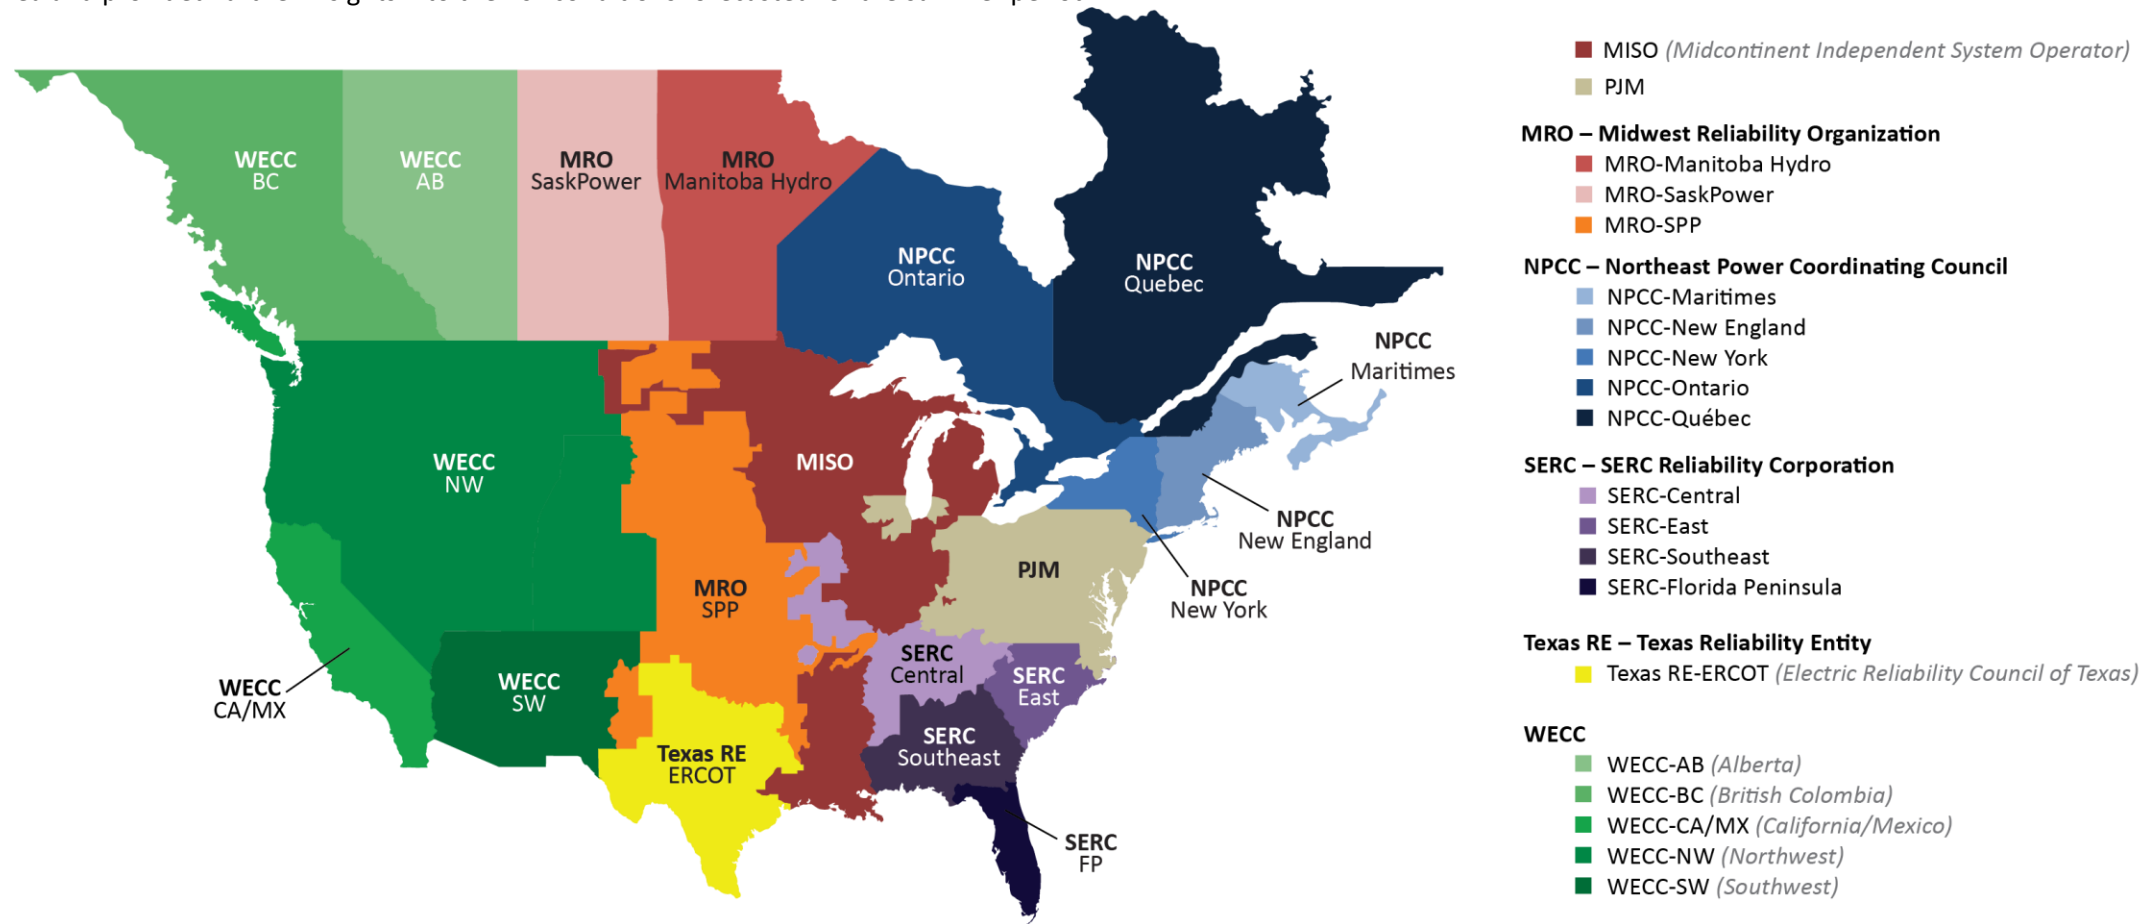 WECC
BC
WECC
AB
MRO
SaskPower
MRO
Manitoba Hydro
NPCC
Ontario
NPCC
Quebec
NPCC
Maritimes
WECC
NW
MISO
NPCC
New England
PJM
NPCC
New York
MRO
SPP
WECC
CA/MX
WECC
SW
SERC
Central
SERC
East
SERC
Southeast
Texas RE
ERCOT
SERC
FP
MISO (Midcontinent Independent System Operator)
PJM
MRO – Midwest Reliability Organization
MRO-Manitoba Hydro
MRO-SaskPower
MRO-SPP
NPCC – Northeast Power Coordinating Council
NPCC-Maritimes
NPCC-New England
NPCC-New York
NPCC-Ontario
NPCC-Québec
SERC – SERC Reliability Corporation
SERC-Central
SERC-East
SERC-Southeast
SERC-Florida Peninsula
Texas RE – Texas Reliability Entity
Texas RE-ERCOT (Electric Reliability Council of Texas)
WECC
WECC-AB (Alberta)
WECC-BC (British Colombia)
WECC-CA/MX (California/Mexico)
WECC-NW (Northwest)
WECC-SW (Southwest)